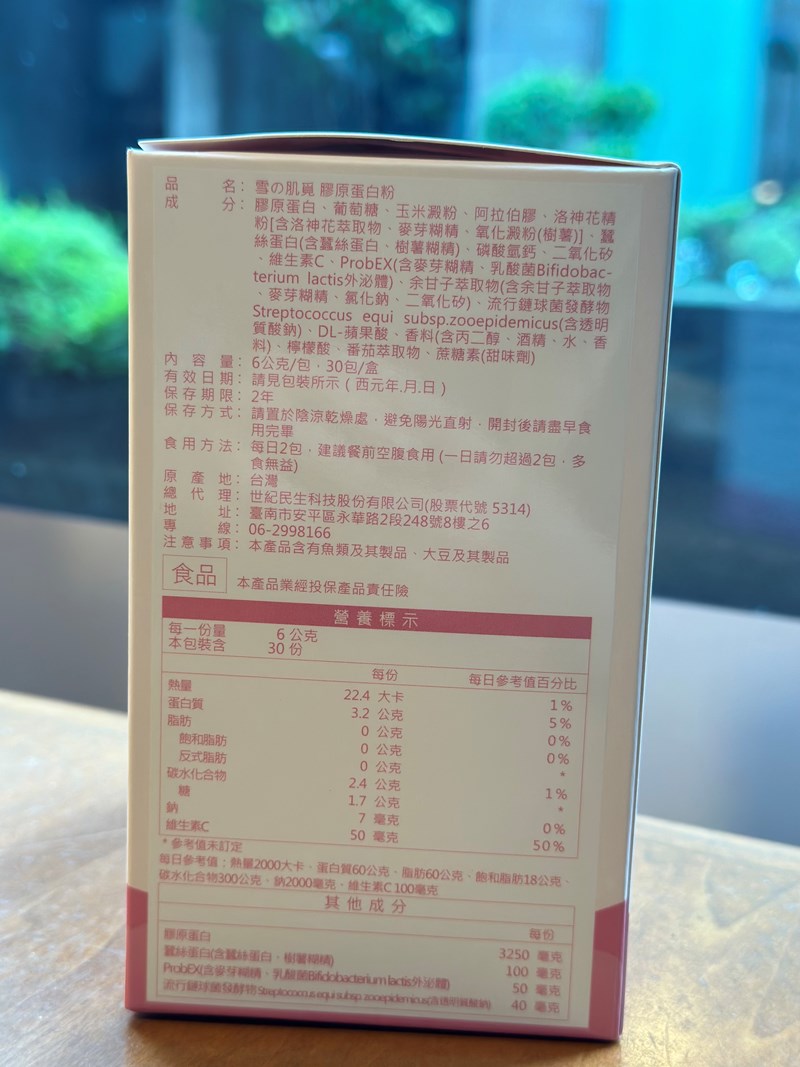 品名：雪の肌覓 膠原蛋白粉
成分：膠原蛋白、葡萄糖、玉米澱粉、阿拉伯膠、洛神花精
粉[含洛神花萃取物、麥芽糊精、氧化澱粉(樹薯)]、蠶
絲蛋白(含蠶絲蛋白、樹薯糊精)、磷酸氫鈣、二氧化矽
、維生素C、ProbEX(含麥芽糊精、乳酸菌Bifidobac-
terium lactis外泌體)、余甘子萃取物(含余甘子萃取物
、麥芽糊精、氯化鈉、二氧化矽)、流行鏈球菌發酵物
Streptococcus equi subsp.zooepidemicus(含透明
質酸鈉)、DL-蘋果酸、香料(含丙二醇、酒精、水、香
料)、檸檬酸、番茄萃取物、蔗糖素(甜味劑)
內容量：6公克/包，30包/盒
有效日期：請見包裝所示（西元年.月.日）
保存期限：2年
保存方式：請置於陰涼乾燥處，避免陽光直射，開封後請盡早食
用完畢
食用方法：每日2包，建議餐前空腹食用 (一日請勿超過2包，多
食無益)
原產地：台灣
總代理：世紀民生科技股份有限公司(股票代號 5314)
地址：臺南市安平區永華路2段248號8樓之6
專線：06-2998166
注意事項：本產品含有魚類及其製品、大豆及其製品
食品 本產品業經投保產品責任險
營養標示
每一份量 6 公克
本包裝含 30 份
每份 每日參考值百分比
熱量 22.4 大卡 1%
蛋白質 3.2 公克 5%
脂肪 0 公克 0%
飽和脂肪 0 公克 0%
反式脂肪 0 公克 *
碳水化合物 2.4 公克 1%
糖 1.7 公克 *
鈉 7 毫克 0%
維生素C 50 毫克 50%
*參考值未訂定
每日參考值：熱量2000大卡、蛋白質60公克、脂肪60公克、飽和脂肪18公克、
碳水化合物300公克、鈉2000毫克、維生素C 100毫克
其他成分
每份
膠原蛋白 3250 毫克
蠶絲蛋白(含蠶絲蛋白、樹薯糊精) 100 毫克
ProbEX(含麥芽糊精、乳酸菌Bifidobacterium lactis外泌體) 50 毫克
流行鏈球菌發酵物Streptococcus equi subsp. zooepidemicus(含透明質酸鈉) 40 毫克